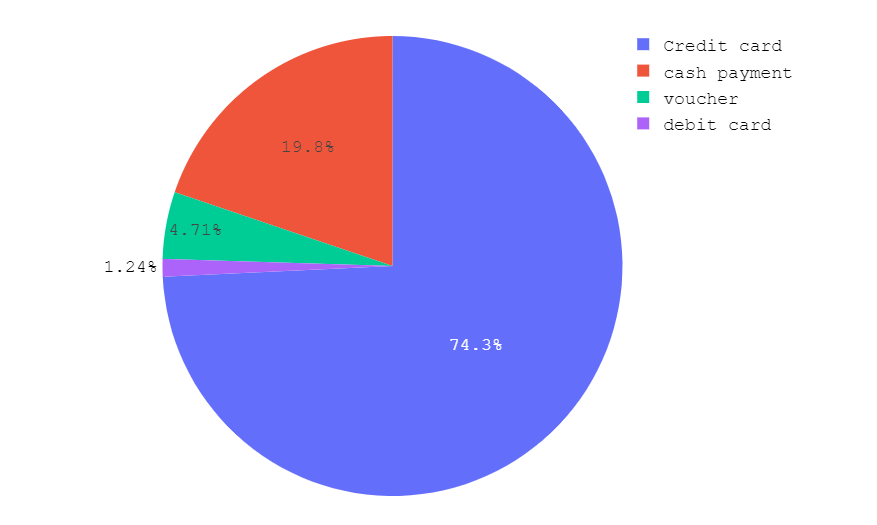 Credit card
cash payment
voucher
debit card
19.8%
4.71%
1.24%
74.3%